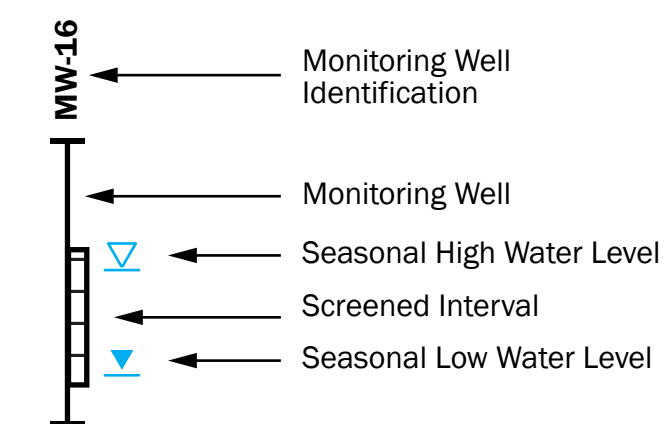 MW-16
Monitoring Well
Identification
Monitoring Well
Seasonal High Water Level
Screened Interval
Seasonal Low Water Level